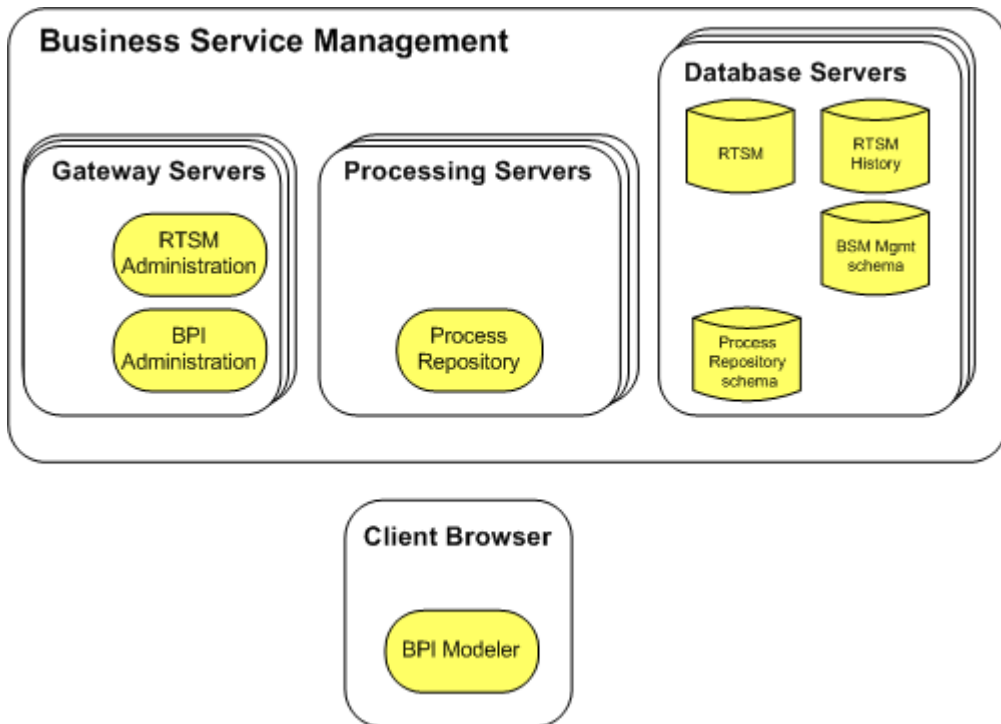 Business Service Management
Gateway Servers
RTSM
Administration
BPI
Administration
Processing Servers
Process
Repository
Database Servers
RTSM
RTSM
History
BSM Mgmt
schema
Process
Repository
schema
Client Browser
BPI Modeler